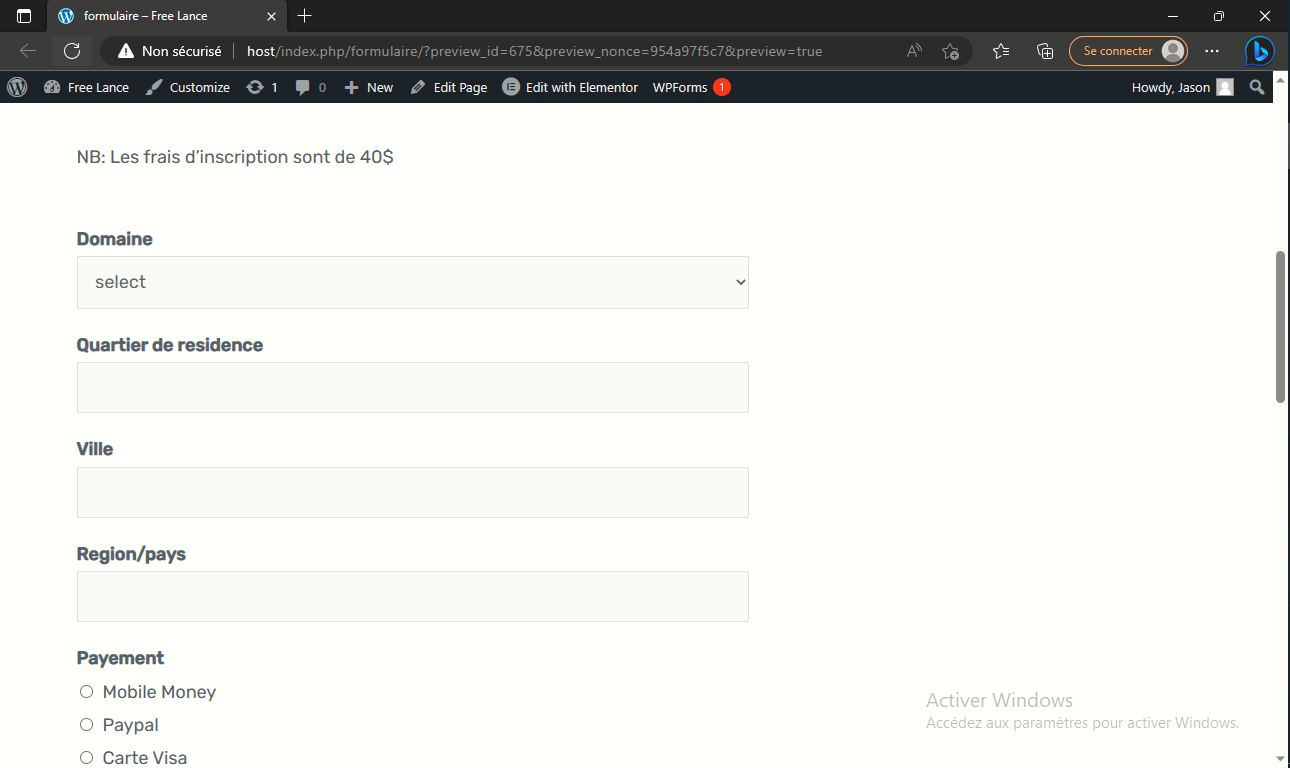 formulaire – Free Lance
Non sécurisé host/index.php/formulaire/?preview_id=675&preview_nonce=954a97f5c7&preview=true Se connecter
Free Lance Customize 1 0 New Edit Page Edit with Elementor WPForms 1 Howdy, Jason
NB: Les frais d’inscription sont de 40$
Domaine
select
Quartier de residence
Ville
Region/pays
Payement
Mobile Money
Paypal
Carte Visa
Activer Windows
Accédez aux paramètres pour activer Windows.